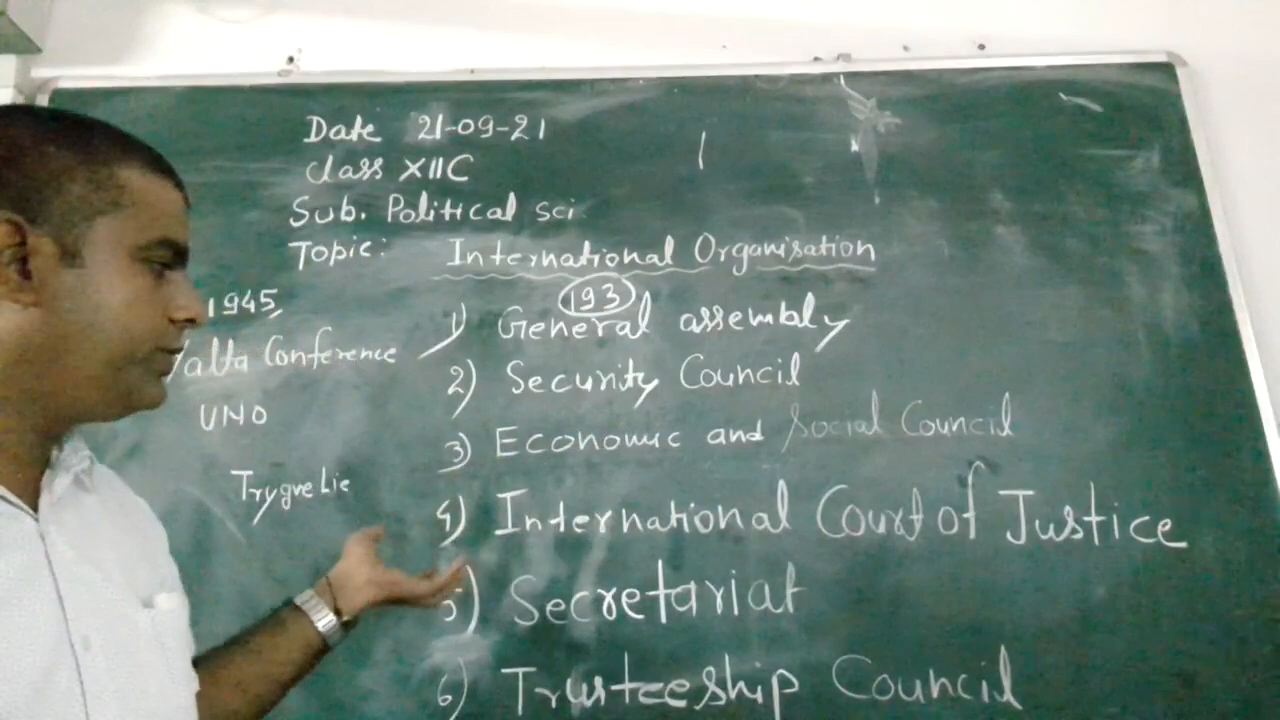 Date 21-09-21
Class XIIC
Sub. Political sci.
Topic: International Organisation
1945,
Yalta Conference
UNO
Trygve Lie
193
1) General assembly
2) Security Council
3) Economic and Social Council
4) International Court of Justice
5) Secretariat
6) Trusteeship Council